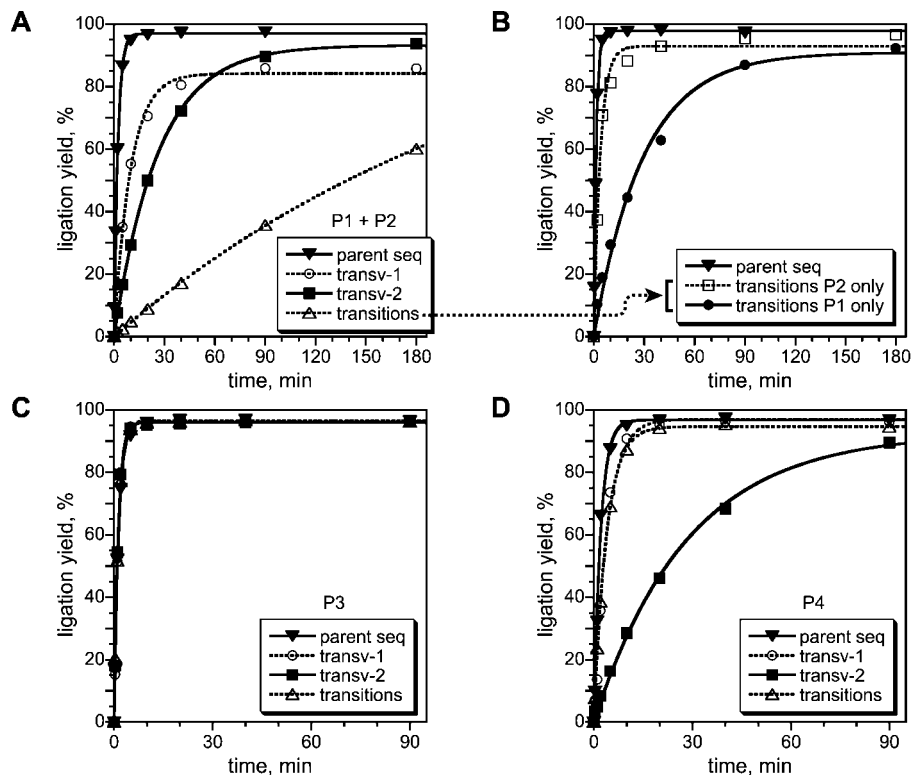 A
ligation yield, %
100
80
60
40
20
0
P1 + P2
parent seq
transv-1
transv-2
transitions
0 30 60 90 120 150 180
time, min
B
ligation yield, %
100
80
60
40
20
0
parent seq
transitions P2 only
transitions P1 only
0 30 60 90 120 150 180
time, min
C
ligation yield, %
100
80
60
40
20
0
P3
parent seq
transv-1
transv-2
transitions
0 30 60 90
time, min
D
ligation yield, %
100
80
60
40
20
0
P4
parent seq
transv-1
transv-2
transitions
0 30 60 90
time, min